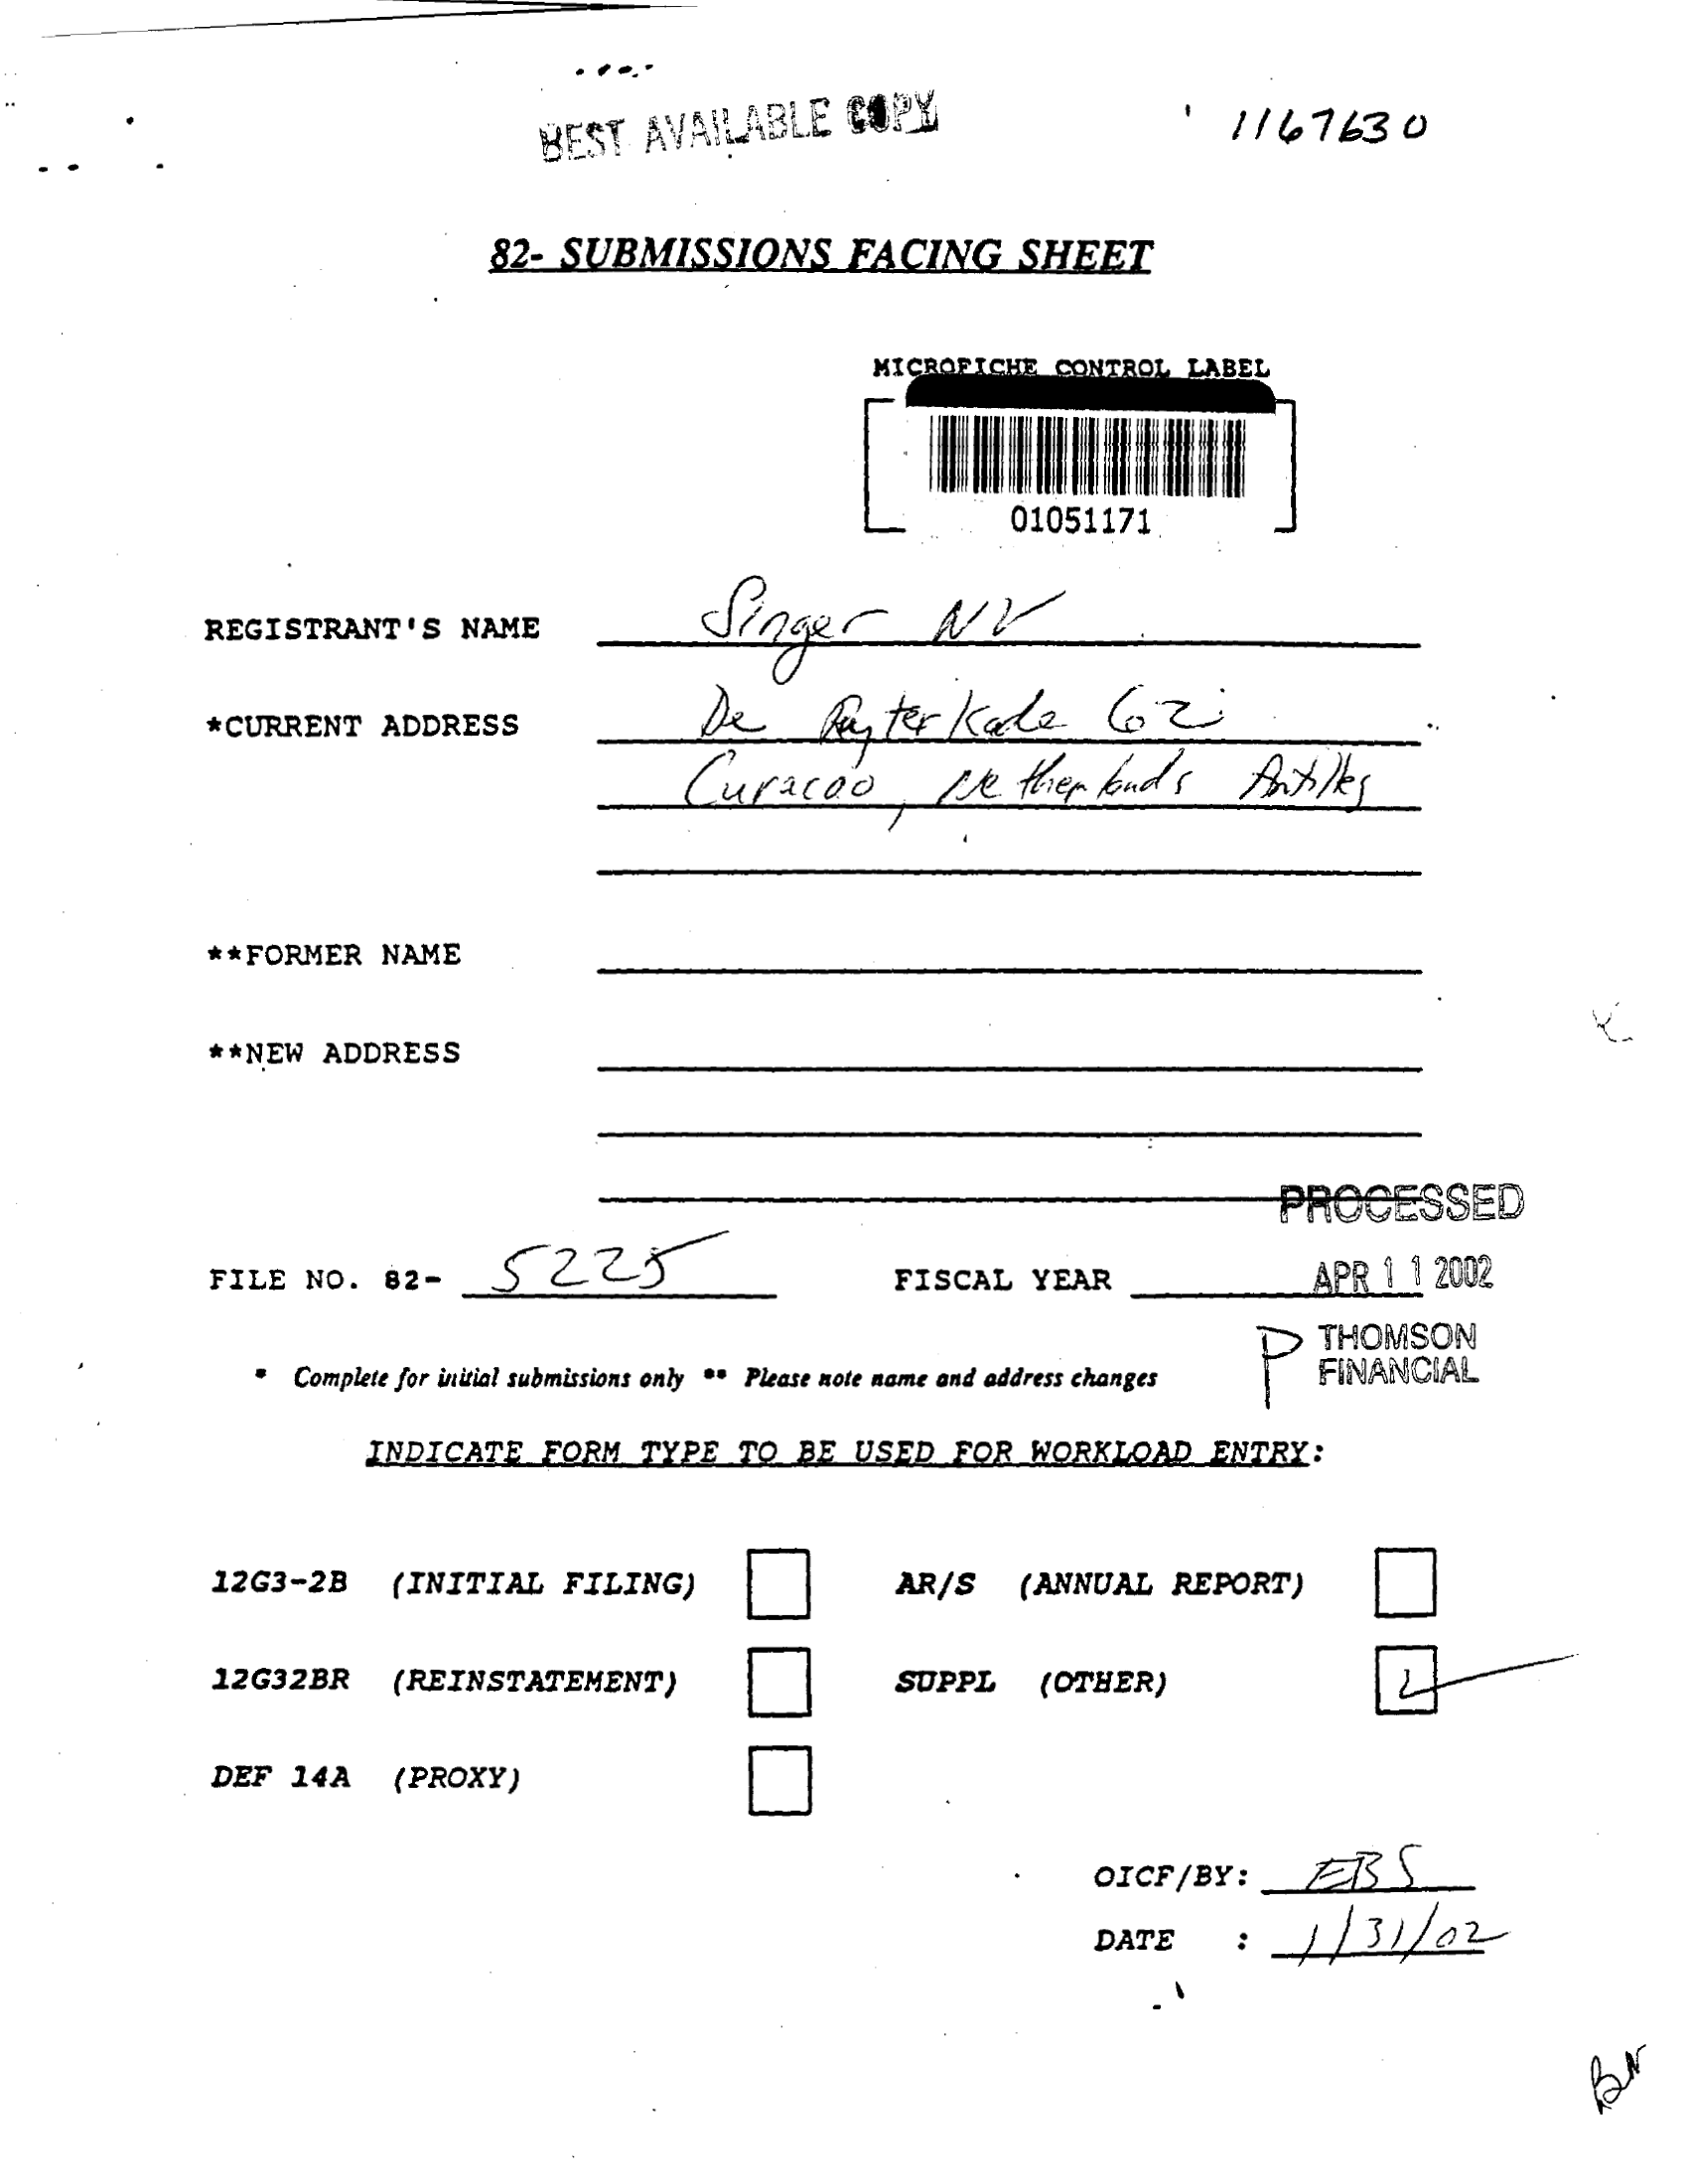 BEST AVAILABLE COPY
1167630
82- SUBMISSIONS FACING SHEET
MICROFICHE CONTROL LABEL
01051171
REGISTRANT'S NAME Singer NV
*CURRENT ADDRESS De Ruyterkade 62
Curacao, Netherlands Antilles
**FORMER NAME
**NEW ADDRESS
PROCESSED
FILE NO. 82- 5225 FISCAL YEAR APR 11 2002
P THOMSON
FINANCIAL
* Complete for initial submissions only ** Please note name and address changes
INDICATE FORM TYPE TO BE USED FOR WORKLOAD ENTRY:
12G3-2B (INITIAL FILING) AR/S (ANNUAL REPORT)
12G32BR (REINSTATEMENT) SUPPL (OTHER)
DEF 14A (PROXY)
OICF/BY: EBS
DATE : 1/31/02
BN